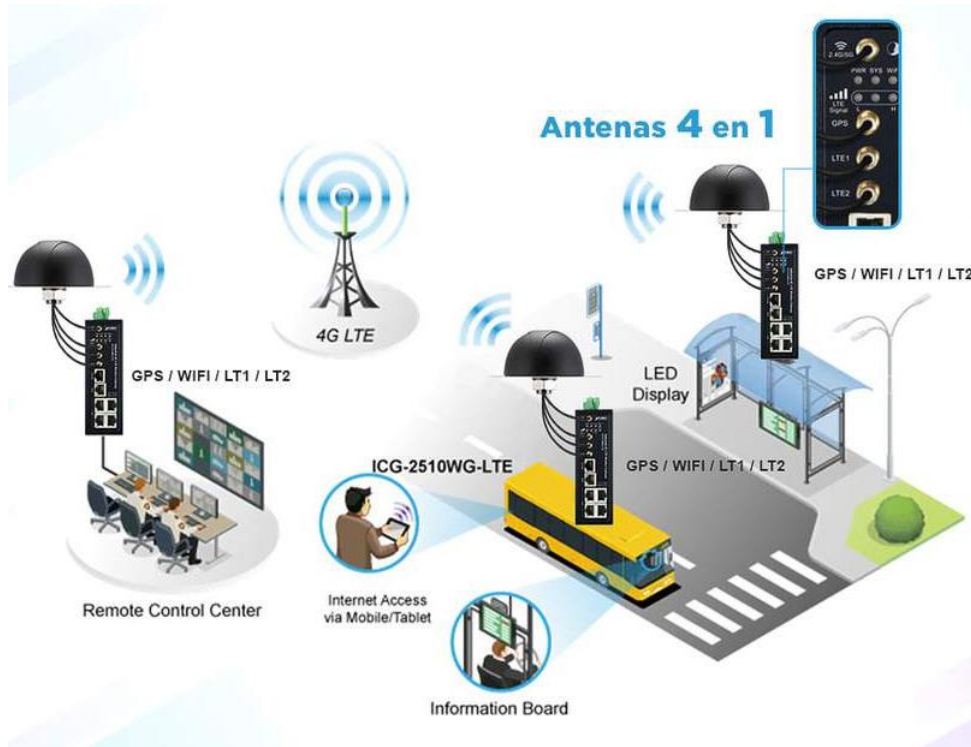 Antenas 4 en 1
2.4G/5G
PWR SYS WiFi
LTE
Signal
L H
GPS
LTE1
LTE2
GPS / WIFI / LT1 / LT2
4G LTE
GPS / WIFI / LT1 / LT2
LED
Display
ICG-2510WG-LTE
GPS / WIFI / LT1 / LT2
Remote Control Center
Internet Access
via Mobile/Tablet
Information Board